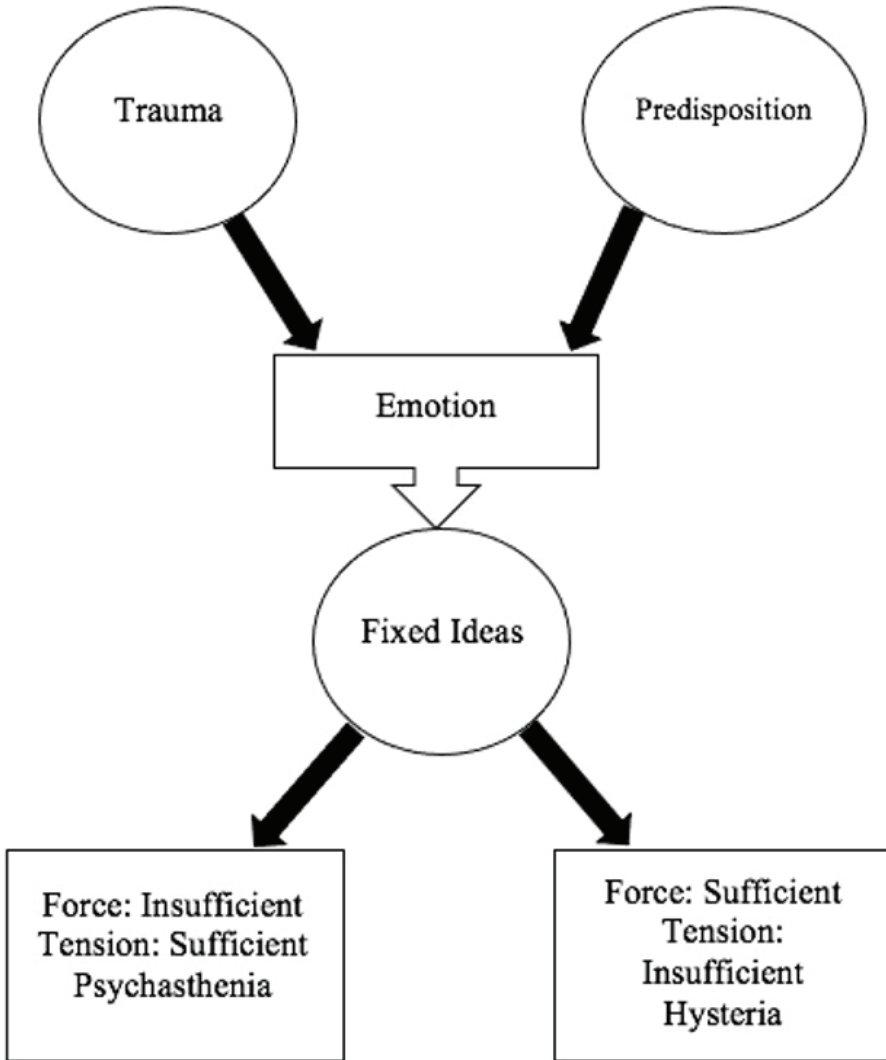 Trauma
Predisposition
Emotion
Fixed Ideas
Force: Insufficient
Tension: Sufficient
Psychasthenia
Force: Sufficient
Tension:
Insufficient
Hysteria